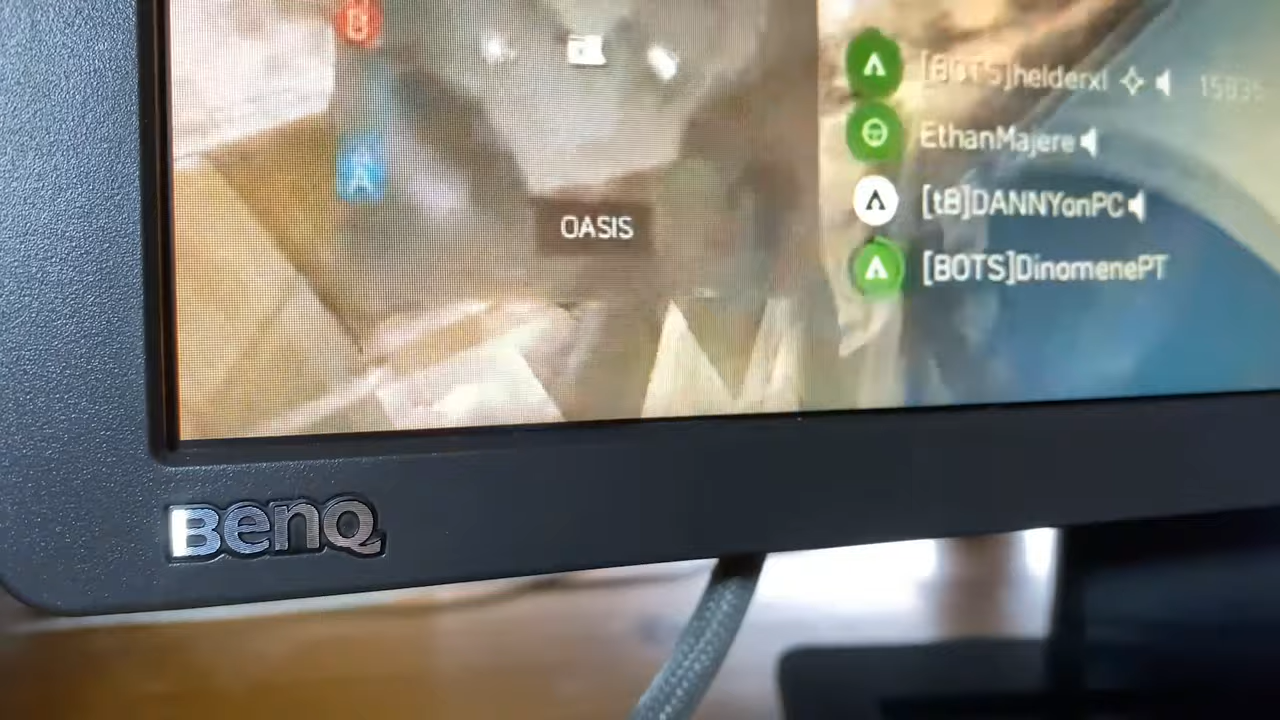 B
A
OASIS
[BOTS]helderxl
EthanMajere
[tB]DANNYonPC
[BOTS]DinomenePT
BenQ